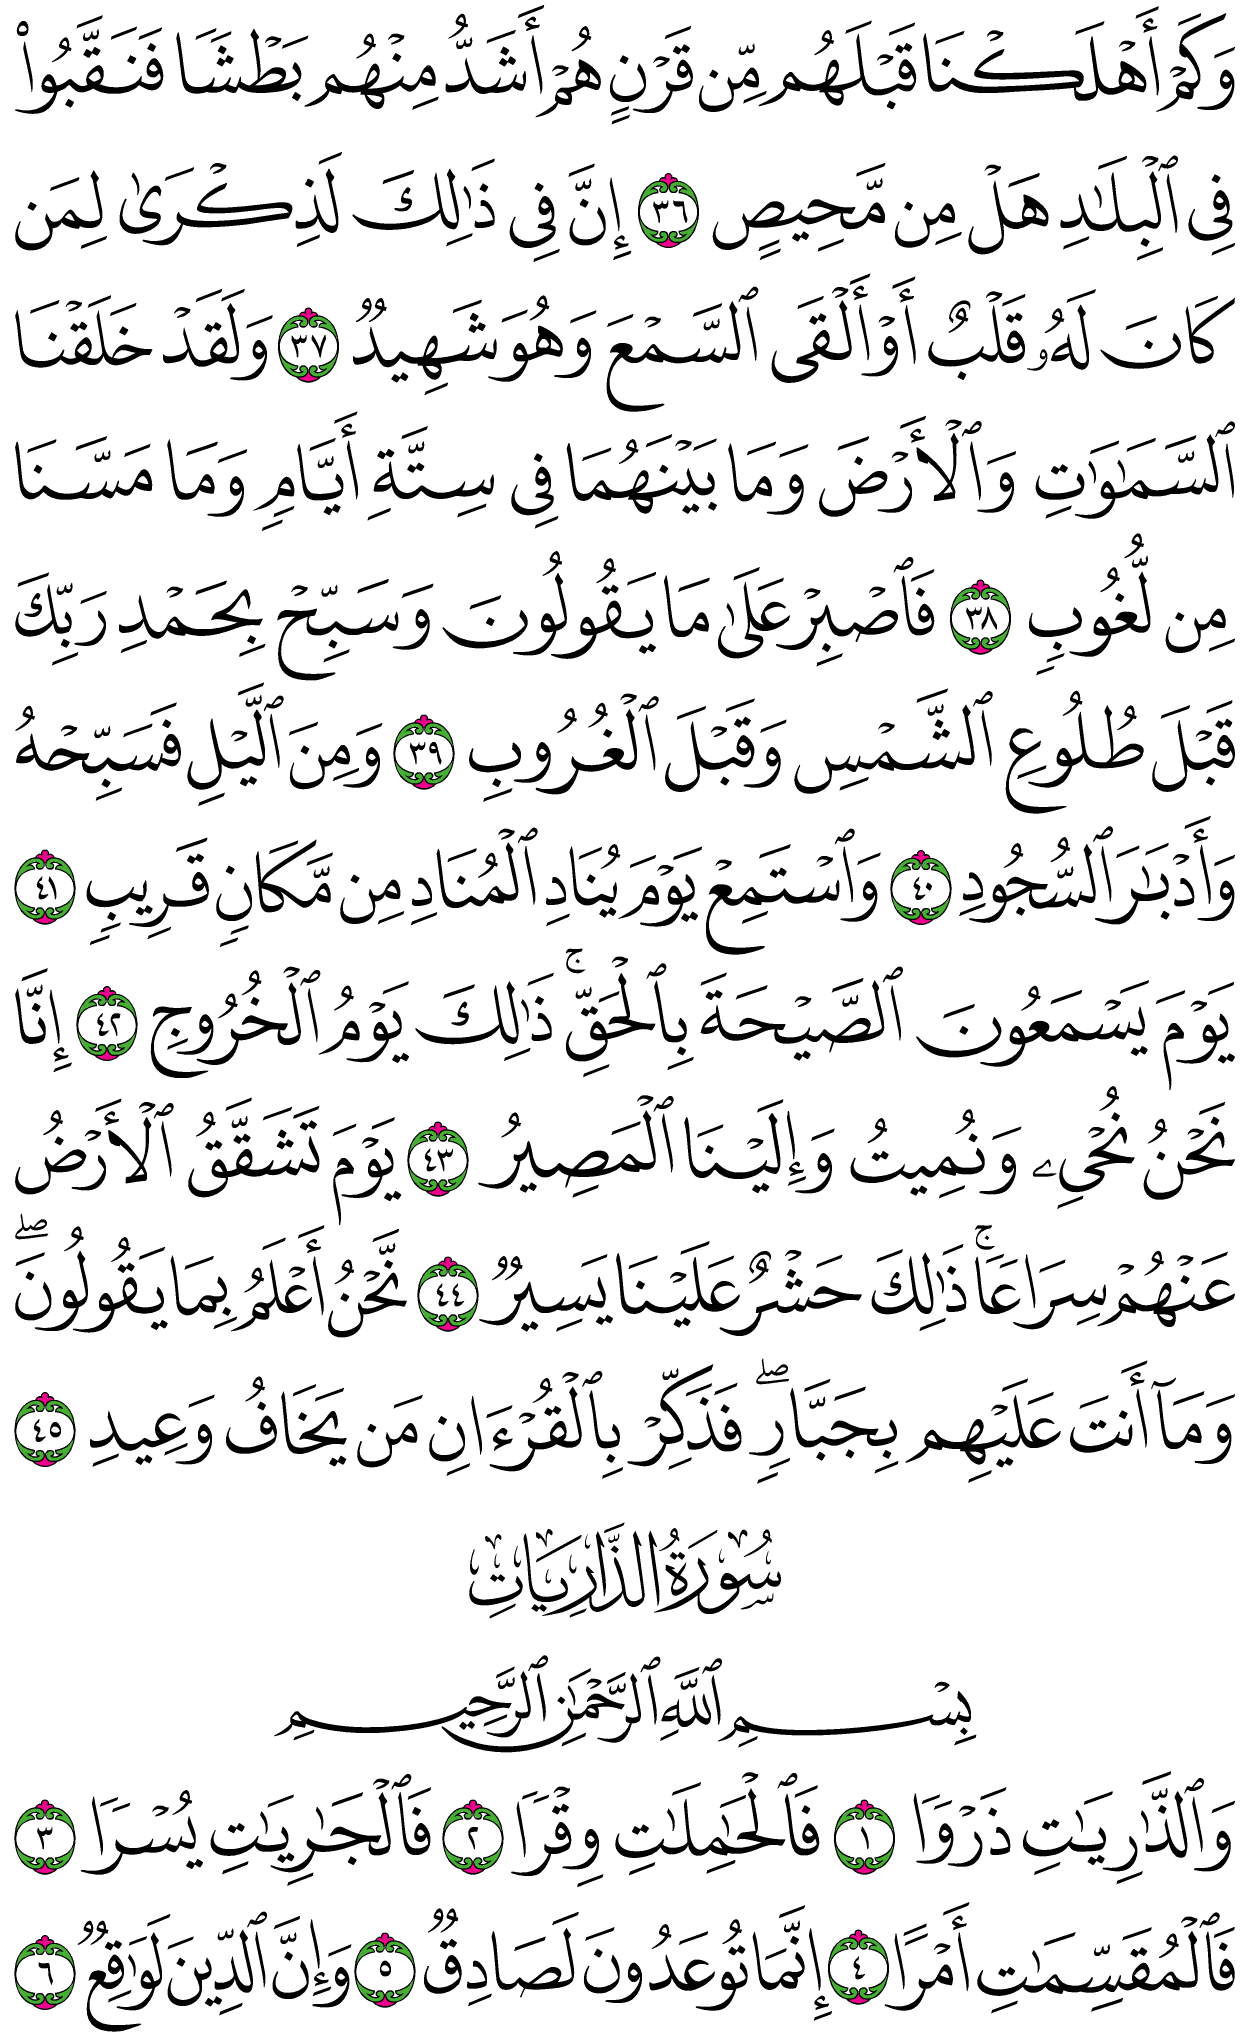 وَكَمْ أَهْلَكْنَا قَبْلَهُم مِّن قَرْنٍ هُمْ أَشَدُّ مِنْهُم بَطْشًا فَنَقَّبُوا۟
فِى ٱلْبِلَـٰدِ هَلْ مِن مَّحِيصٍ ٣٦ إِنَّ فِى ذَٰلِكَ لَذِكْرَىٰ لِمَن
كَانَ لَهُۥ قَلْبٌ أَوْ أَلْقَى ٱلسَّمْعَ وَهُوَ شَهِيدٌ ٣٧ وَلَقَدْ خَلَقْنَا
ٱلسَّمَـٰوَٰتِ وَٱلْأَرْضَ وَمَا بَيْنَهُمَا فِى سِتَّةِ أَيَّامٍ وَمَا مَسَّنَا
مِن لُّغُوبٍ ٣٨ فَٱصْبِرْ عَلَىٰ مَا يَقُولُونَ وَسَبِّحْ بِحَمْدِ رَبِّكَ
قَبْلَ طُلُوعِ ٱلشَّمْسِ وَقَبْلَ ٱلْغُرُوبِ ٣٩ وَمِنَ ٱلَّيْلِ فَسَبِّحْهُ
وَأَدْبَـٰرَ ٱلسُّجُودِ ٤٠ وَٱسْتَمِعْ يَوْمَ يُنَادِ ٱلْمُنَادِ مِن مَّكَانٍ قَرِيبٍ ٤١
يَوْمَ يَسْمَعُونَ ٱلصَّيْحَةَ بِٱلْحَقِّ ۚ ذَٰلِكَ يَوْمُ ٱلْخُرُوجِ ٤٢ إِنَّا
نَحْنُ نُحْىِۦ وَنُمِيتُ وَإِلَيْنَا ٱلْمَصِيرُ ٤٣ يَوْمَ تَشَقَّقُ ٱلْأَرْضُ
عَنْهُمْ سِرَاعًا ۚ ذَٰلِكَ حَشْرٌ عَلَيْنَا يَسِيرٌ ٤٤ نَّحْنُ أَعْلَمُ بِمَا يَقُولُونَ ۖ
وَمَآ أَنتَ عَلَيْهِم بِجَبَّارٍ ۖ فَذَكِّرْ بِٱلْقُرْءَانِ مَن يَخَافُ وَعِيدِ ٤٥
سُورَةُ الذَّارِيَاتِ
بِسْمِ ٱللَّهِ ٱلرَّحْمَـٰنِ ٱلرَّحِيمِ
وَٱلذَّٰرِيَـٰتِ ذَرْوًا ١ فَٱلْحَـٰمِلَـٰتِ وِقْرًا ٢ فَٱلْجَـٰرِيَـٰتِ يُسْرًا ٣
فَٱلْمُقَسِّمَـٰتِ أَمْرًا ٤ إِنَّمَا تُوعَدُونَ لَصَادِقٌ ٥ وَإِنَّ ٱلدِّينَ لَوَٰقِعٌ ٦